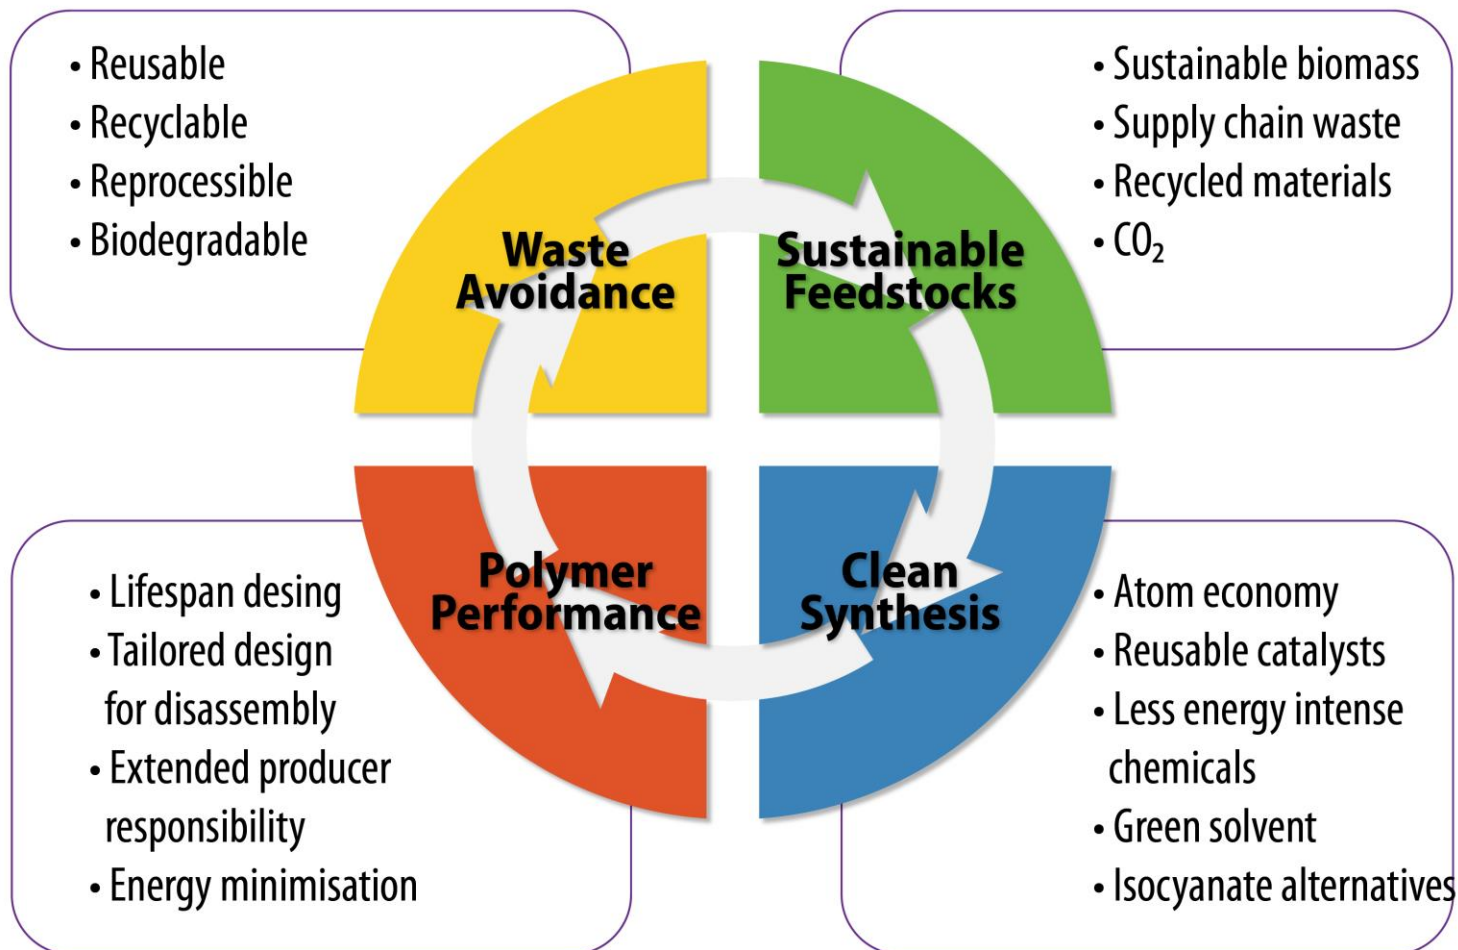 • Reusable
• Recyclable
• Reprocessible
• Biodegradable
• Sustainable biomass
• Supply chain waste
• Recycled materials
• CO₂
Waste
Avoidance
Sustainable
Feedstocks
Polymer
Performance
Clean
Synthesis
• Lifespan desing
• Tailored design
for disassembly
• Extended producer
responsibility
• Energy minimisation
• Atom economy
• Reusable catalysts
• Less energy intense
chemicals
• Green solvent
• Isocyanate alternatives